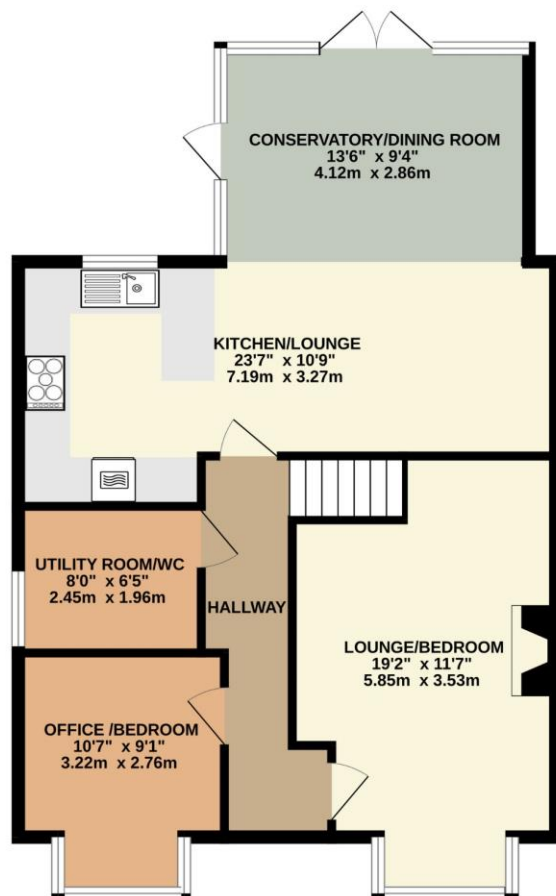 CONSERVATORY/DINING ROOM
13'6" x 9'4"
4.12m x 2.86m
KITCHEN/LOUNGE
23'7" x 10'9"
7.19m x 3.27m
UTILITY ROOM/WC
8'0" x 6'5"
2.45m x 1.96m
HALLWAY
LOUNGE/BEDROOM
19'2" x 11'7"
5.85m x 3.53m
OFFICE /BEDROOM
10'7" x 9'1"
3.22m x 2.76m